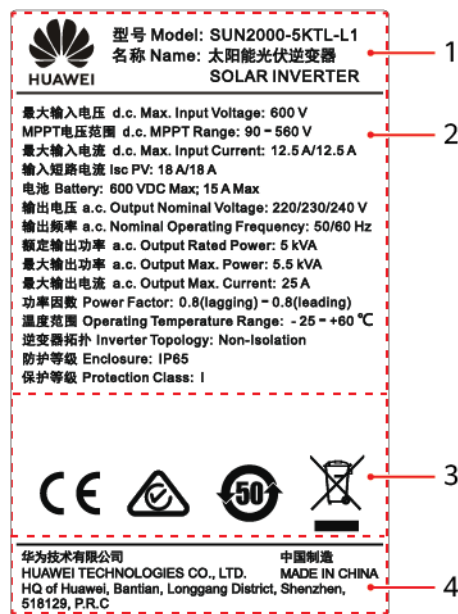 HUAWEI
型号 Model: SUN2000-5KTL-L1
名称 Name: 太阳能光伏逆变器
SOLAR INVERTER
1
最大输入电压 d.c. Max. Input Voltage: 600 V
MPPT电压范围 d.c. MPPT Range: 90 - 560 V
2
最大输入电流 d.c. Max. Input Current: 12.5 A/12.5 A
输入短路电流 Isc PV: 18 A/18 A
电池 Battery: 600 VDC Max; 15 A Max
输出电压 a.c. Output Nominal Voltage: 220/230/240 V
输出频率 a.c. Nominal Operating Frequency: 50/60 Hz
额定输出功率 a.c. Output Rated Power: 5 kVA
最大输出功率 a.c. Output Max. Power: 5.5 kVA
最大输出电流 a.c. Output Max. Current: 25 A
功率因数 Power Factor: 0.8(lagging) - 0.8(leading)
温度范围 Operating Temperature Range: - 25 - +60 ℃
逆变器拓扑 Inverter Topology: Non-Isolation
防护等级 Enclosure: IP65
保护等级 Protection Class: I
CE
50
3
华为技术有限公司 中国制造
HUAWEI TECHNOLOGIES CO., LTD. MADE IN CHINA
HQ of Huawei, Bantian, Longgang District, Shenzhen,
518129, P.R.C
4